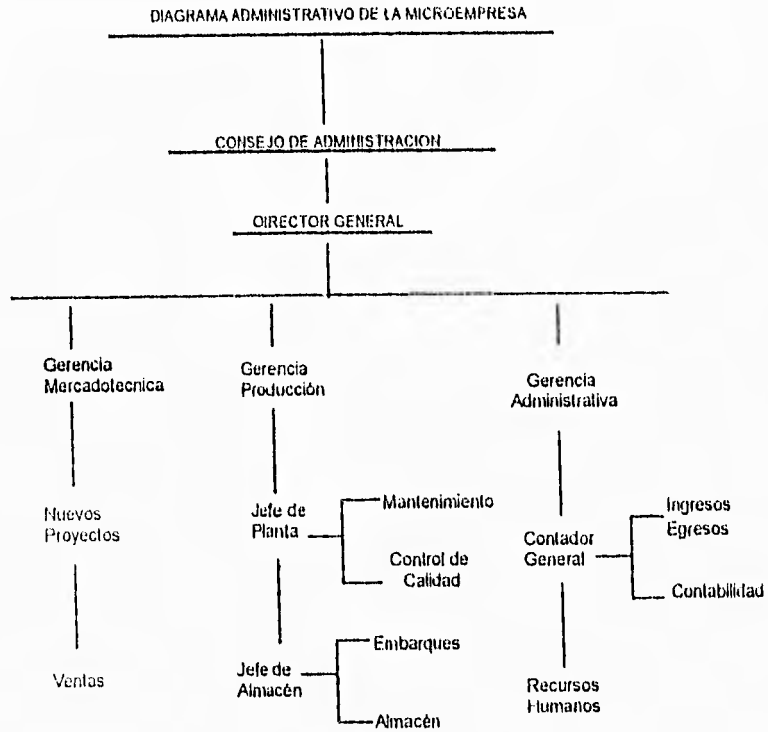 DIAGRAMA ADMINISTRATIVO DE LA MICROEMPRESA
CONSEJO DE ADMINISTRACION
DIRECTOR GENERAL
Gerencia
Mercadotecnica
Gerencia
Producción
Gerencia
Administrativa
Nuevos
Proyectos
Jefe de
Planta
Mantenimiento
Control de
Calidad
Contador
General
Ingresos
Egresos
Contabilidad
Ventas
Jefe de
Almacén
Embarques
Almacén
Recursos
Humanos